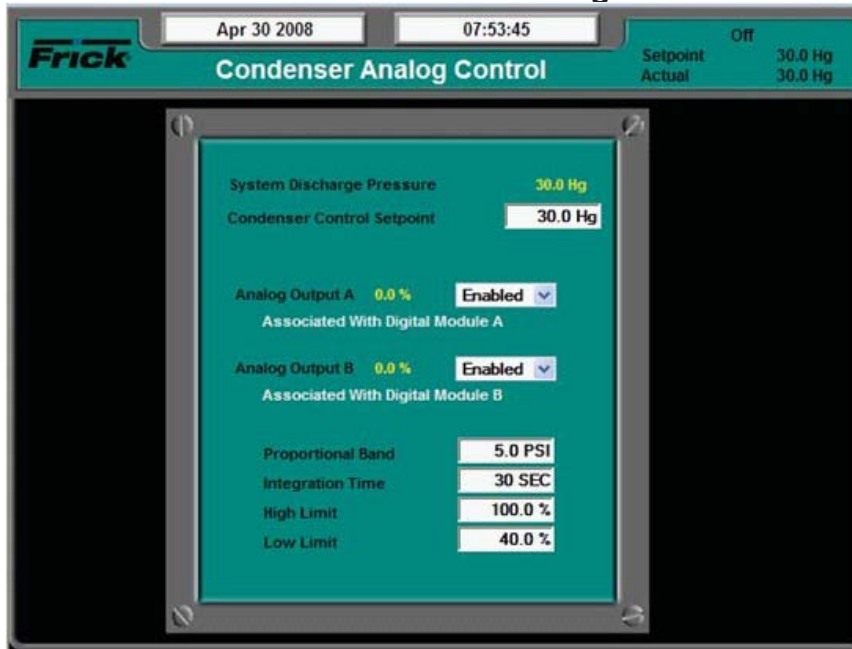 Apr 30 2008 07:53:45 Off
Frick
Condenser Analog Control
Setpoint 30.0 Hg
Actual 30.0 Hg
System Discharge Pressure 30.0 Hg
Condenser Control Setpoint 30.0 Hg
Analog Output A 0.0 % Enabled
Associated With Digital Module A
Analog Output B 0.0 % Enabled
Associated With Digital Module B
Proportional Band 5.0 PSI
Integration Time 30 SEC
High Limit 100.0 %
Low Limit 40.0 %